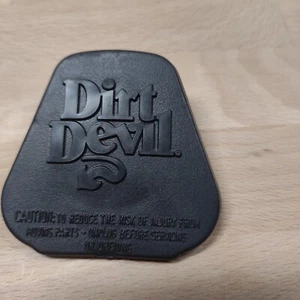 Dirt
Devil.
CAUTION: TO REDUCE THE RISK OF INJURY FROM
MOVING PARTS - UNPLUG BEFORE SERVICING